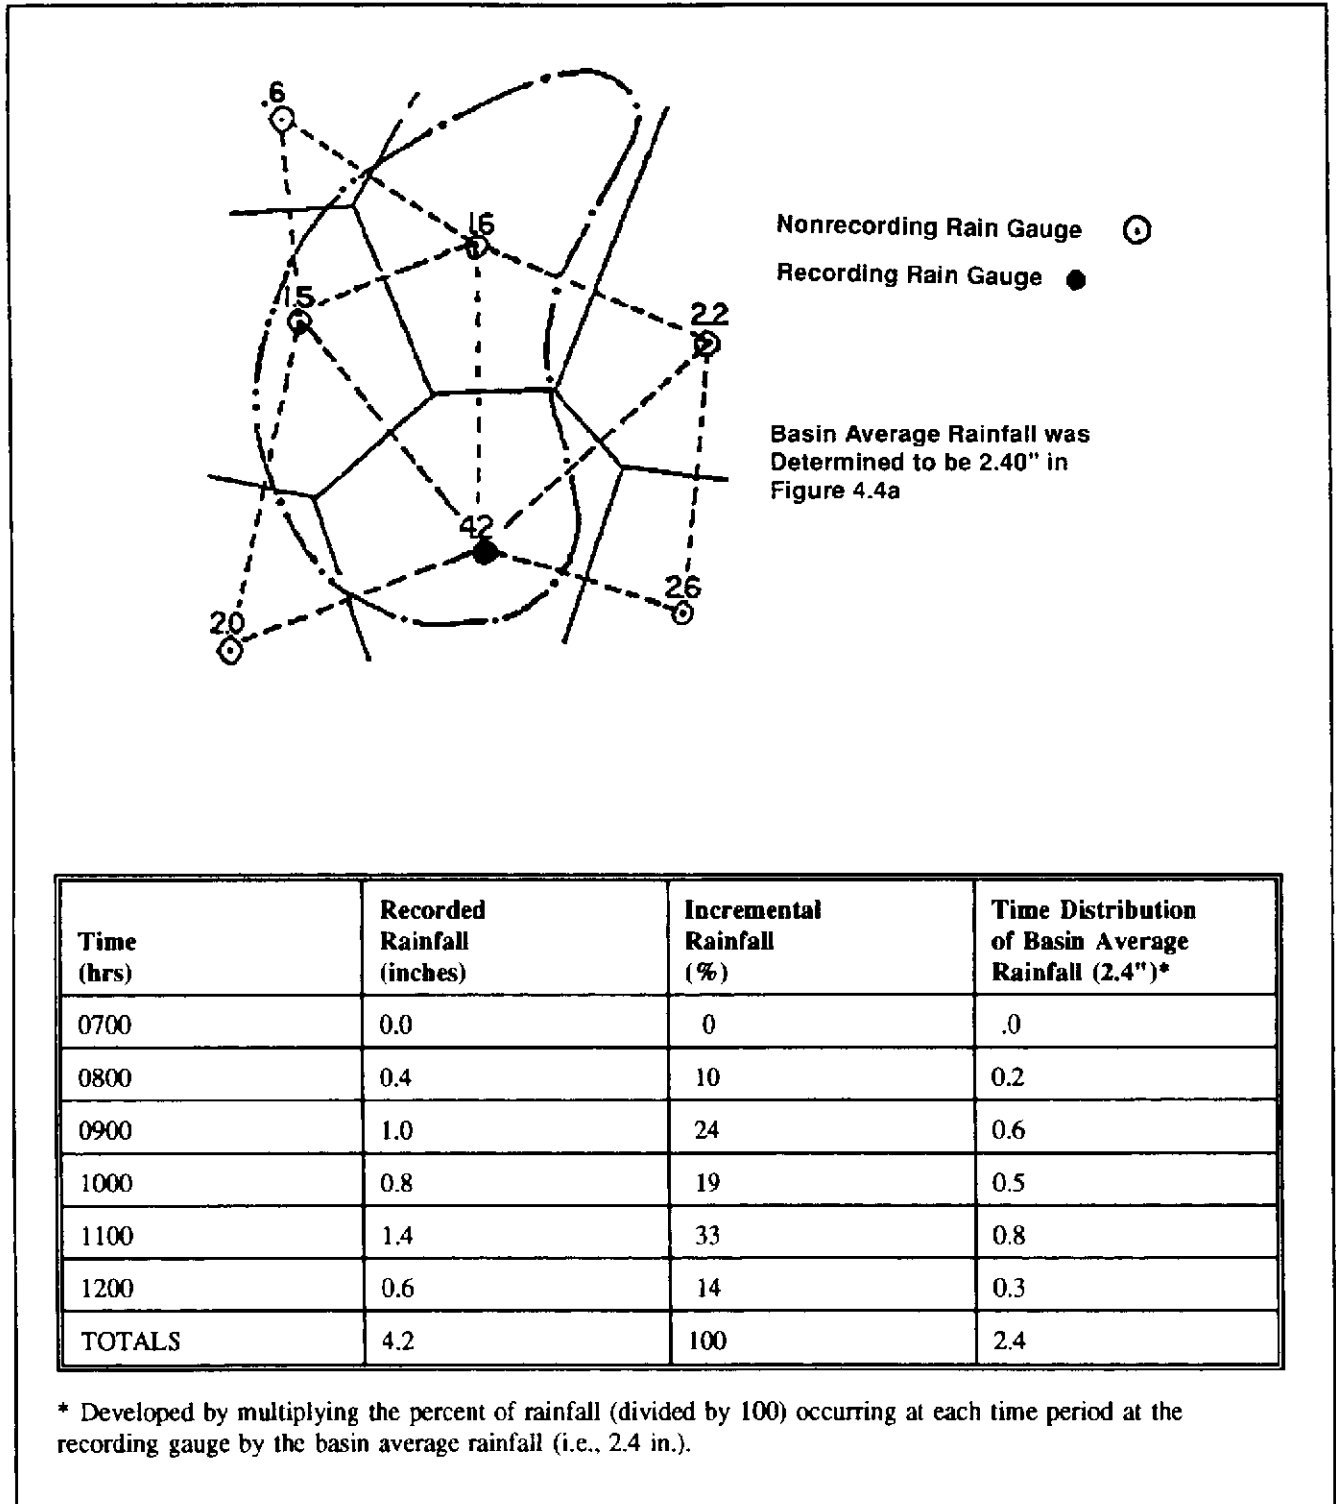 .6
16
15
22
42
26
20
Nonrecording Rain Gauge
Recording Rain Gauge
Basin Average Rainfall was
Determined to be 2.40" in
Figure 4.4a
Time
(hrs)
Recorded
Rainfall
(inches)
Incremental
Rainfall
(%)
Time Distribution
of Basin Average
Rainfall (2.4")*
0700 0.0 0 .0
0800 0.4 10 0.2
0900 1.0 24 0.6
1000 0.8 19 0.5
1100 1.4 33 0.8
1200 0.6 14 0.3
TOTALS 4.2 100 2.4
* Developed by multiplying the percent of rainfall (divided by 100) occurring at each time period at the
recording gauge by the basin average rainfall (i.e., 2.4 in.).